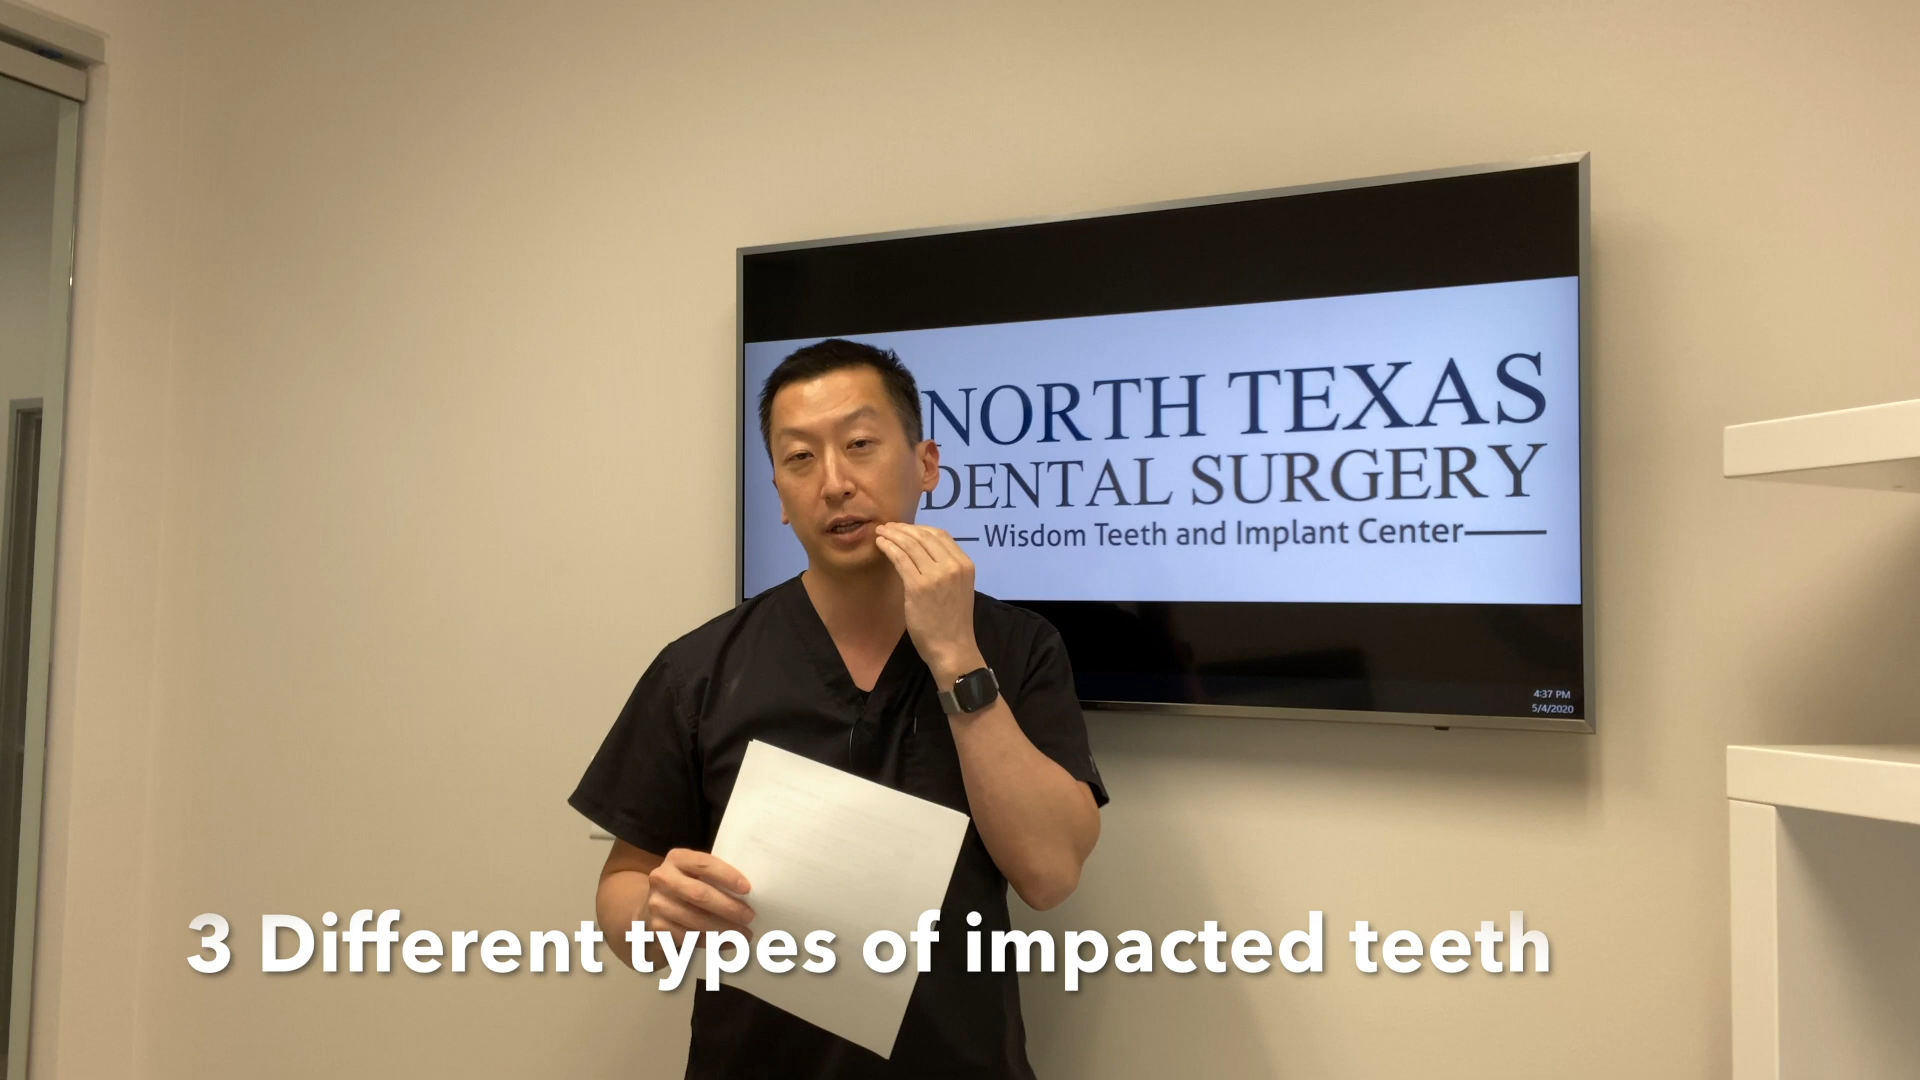 NORTH TEXAS
DENTAL SURGERY
Wisdom Teeth and Implant Center
4:37 PM
5/4/2020
3 Different types of impacted teeth